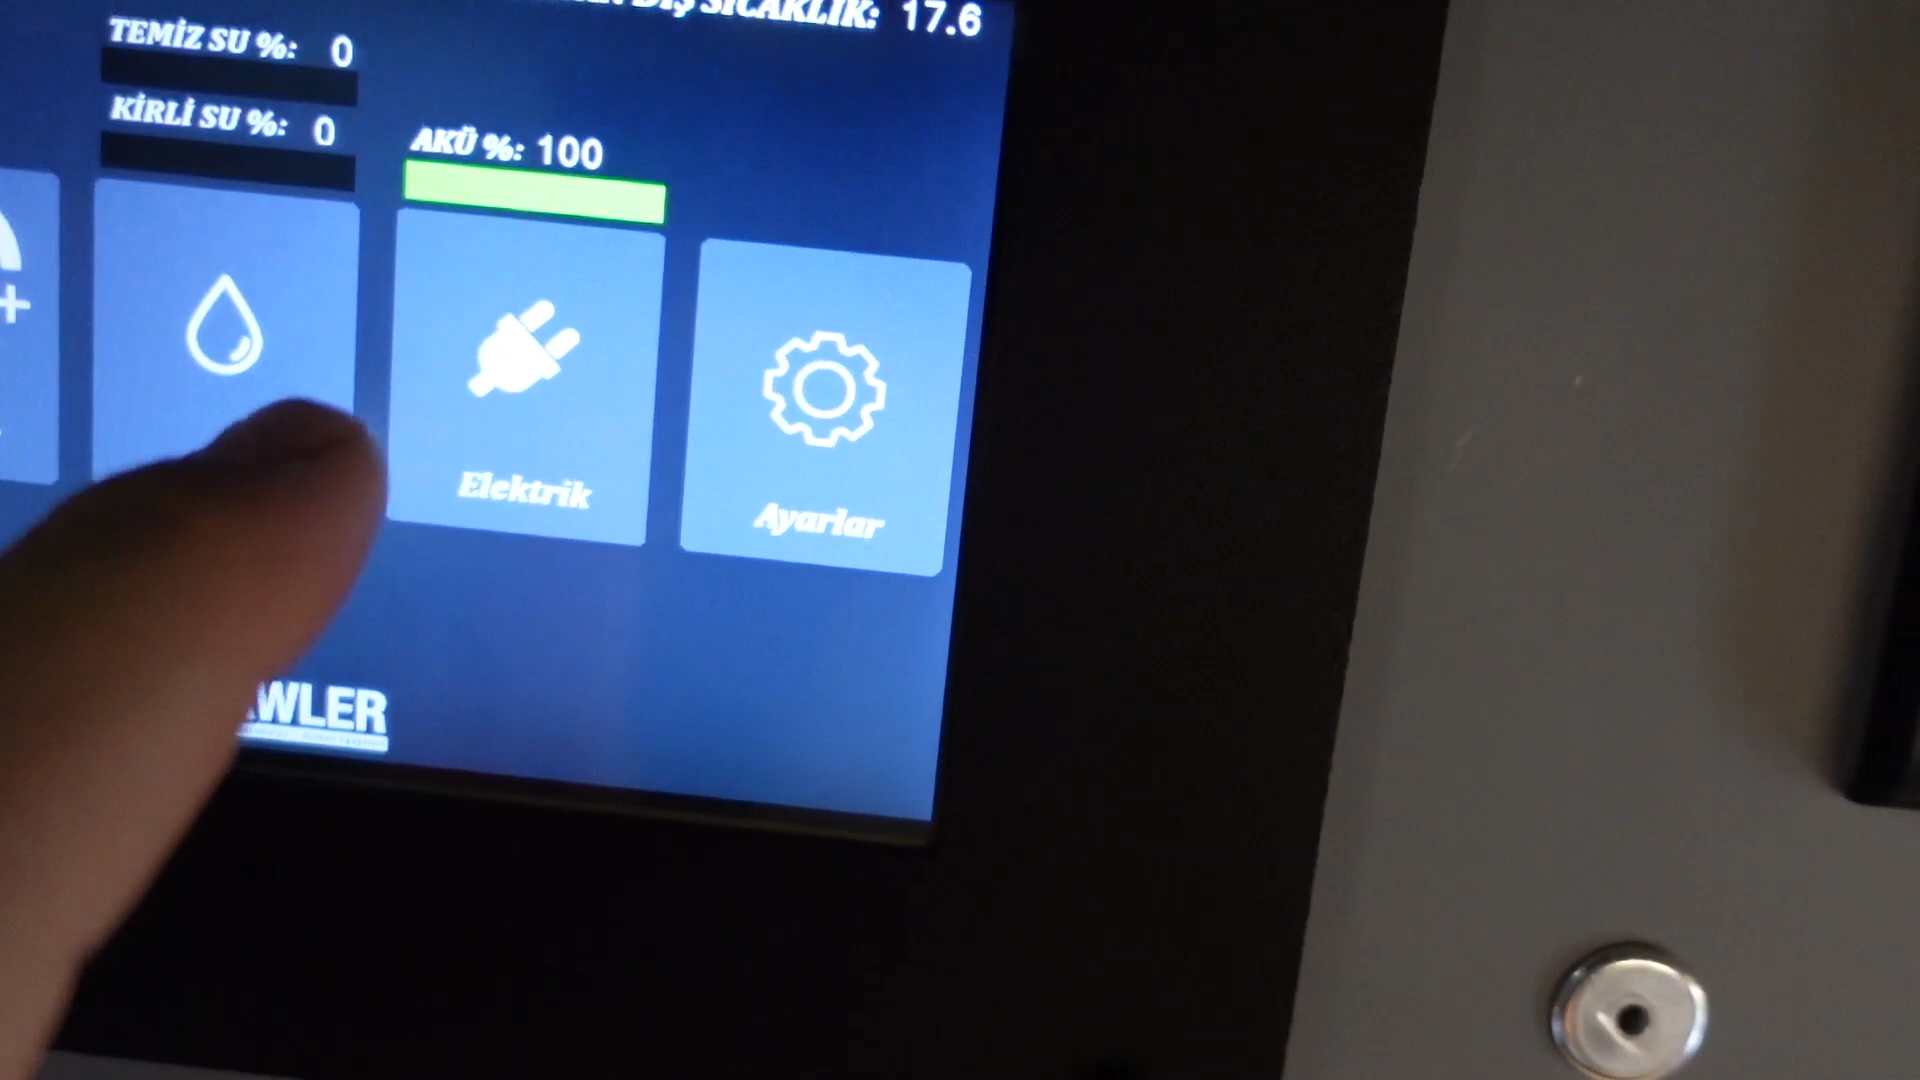 DIŞ SICAKLIK: 17.6
TEMİZ SU %: 0
KİRLİ SU %: 0
AKÜ %: 100
Elektrik
Ayarlar
WLER